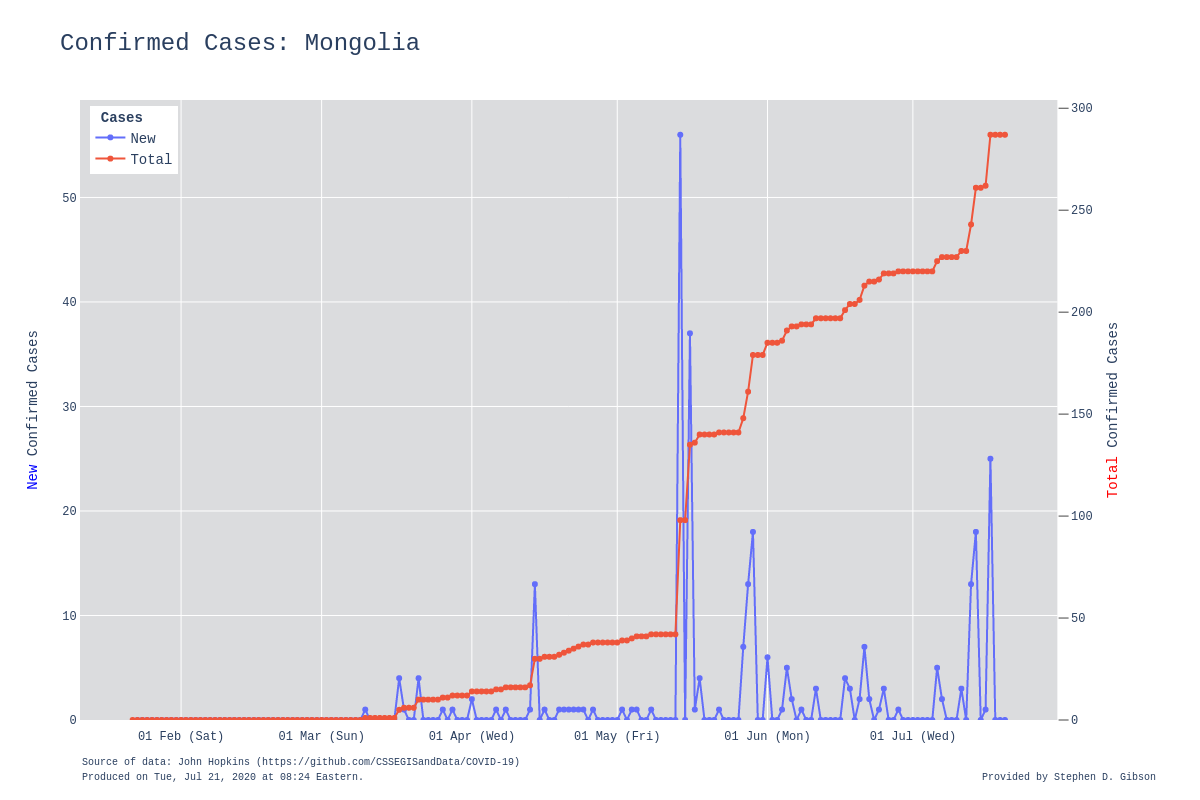 Confirmed Cases: Mongolia
Cases
New
Total
300
250
200
150
100
50
0
50
40
30
20
10
0
New Confirmed Cases
Total Confirmed Cases
01 Feb (Sat)
01 Mar (Sun)
01 Apr (Wed)
01 May (Fri)
01 Jun (Mon)
01 Jul (Wed)
Source of data: John Hopkins (https://github.com/CSSEGISandData/COVID-19)
Produced on Tue, Jul 21, 2020 at 08:24 Eastern.
Provided by Stephen D. Gibson